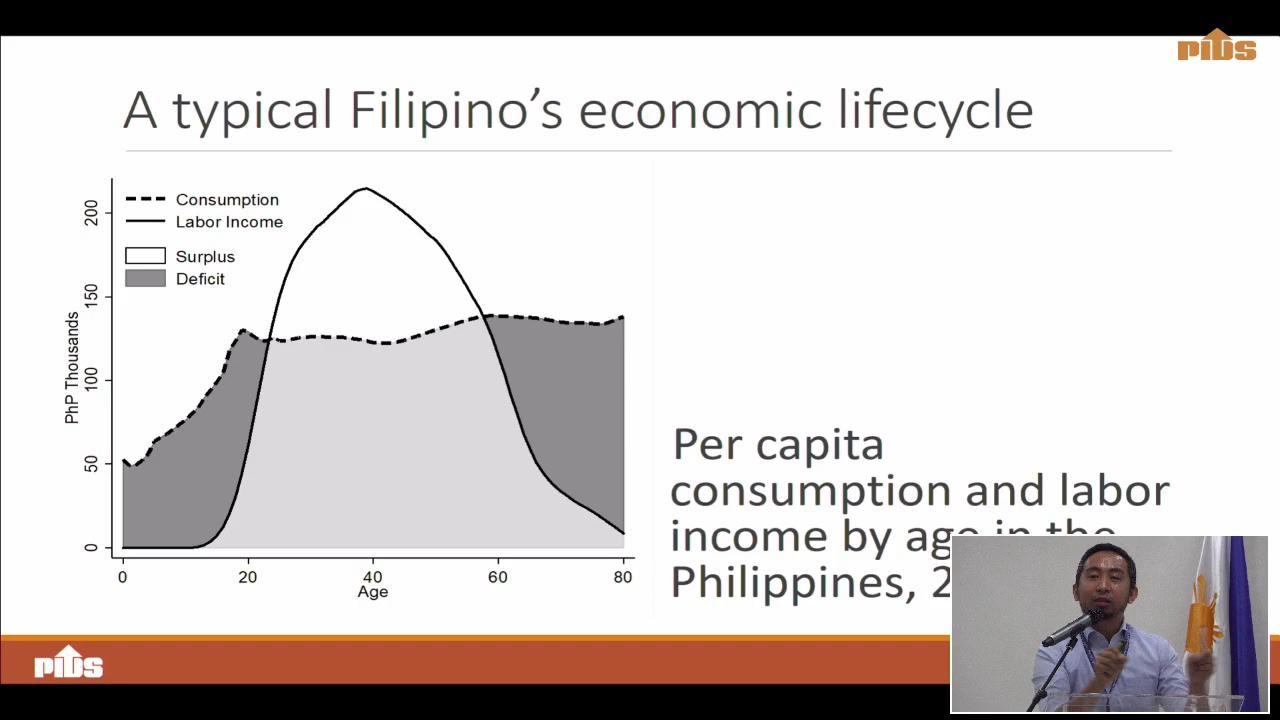 PIDS
A typical Filipino’s economic lifecycle
Consumption
Labor Income
Surplus
Deficit
PhP Thousands
200
150
100
50
0
0 20 40 60 80
Age
Per capita
consumption and labor
income by age in the
Philippines, 2
PIDS